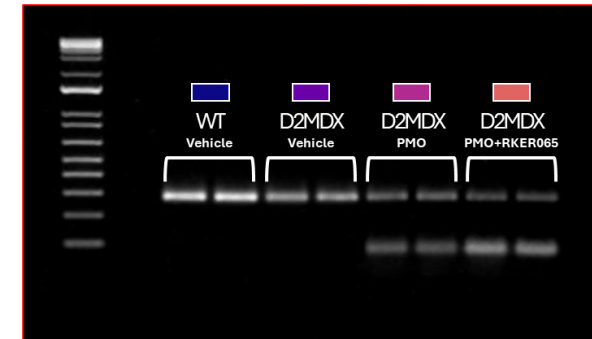 WT
Vehicle
D2MDX
Vehicle
D2MDX
PMO
D2MDX
PMO+RKER065